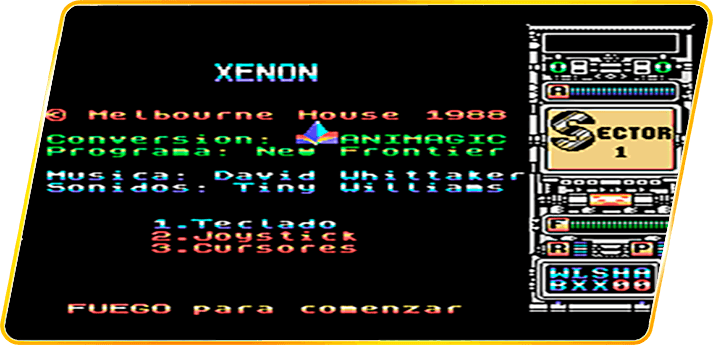 XENON
© Melbourne House 1988
Conversion: ANIMAGIC
Programa: New Frontier
Musica: David Whittaker
Sonidos: Tiny Williams
1.Teclado
2.Joystick
3.Cursores
FUEGO para comenzar
A
SECTOR
1
F
R P
WLSHA
BXX00